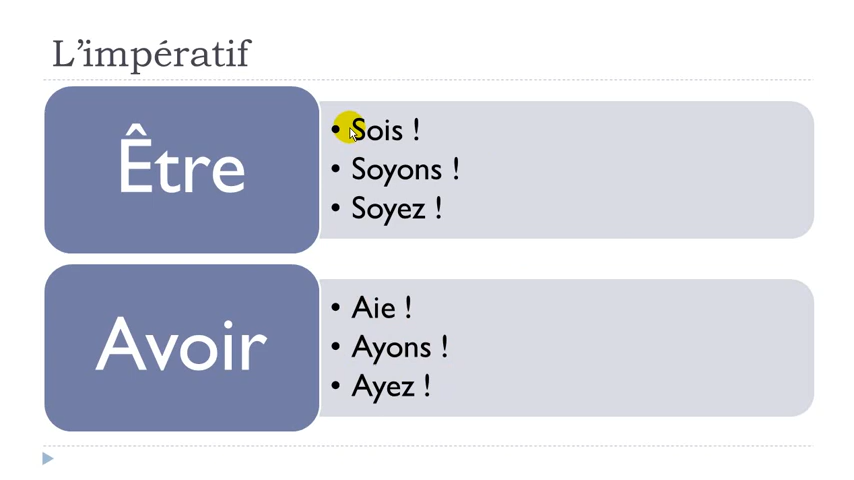 L’impératif
Être
• Sois !
• Soyons !
• Soyez !
Avoir
• Aie !
• Ayons !
• Ayez !